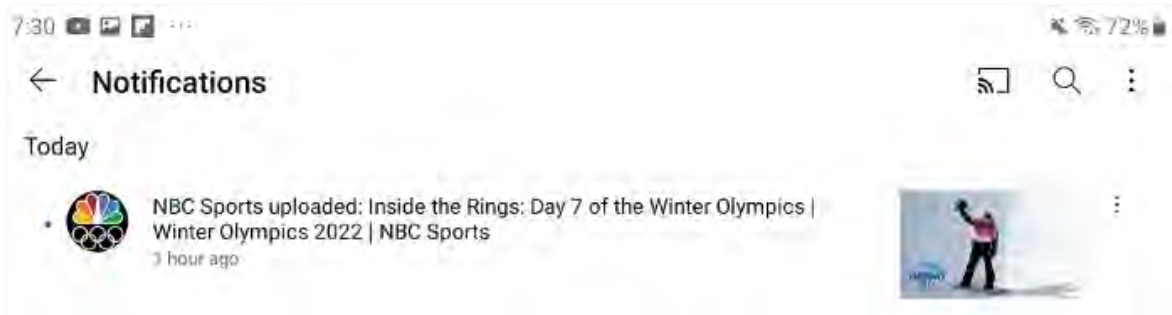 7:30 72%
Notifications
Today
NBC Sports uploaded: Inside the Rings: Day 7 of the Winter Olympics |
Winter Olympics 2022 | NBC Sports
1 hour ago